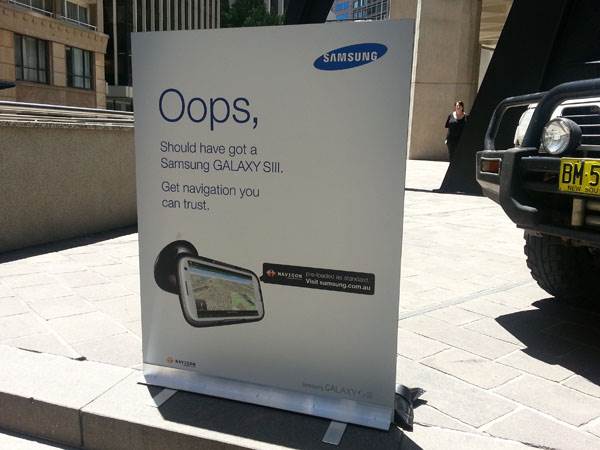 SAMSUNG
Oops,
Should have got a
Samsung GALAXY SIII.
Get navigation you
can trust.
NAVIGON Pre-loaded as standard.
Visit samsung.com.au
NAVIGON
Samsung GALAXY SIII
BM·5
NEW SOU